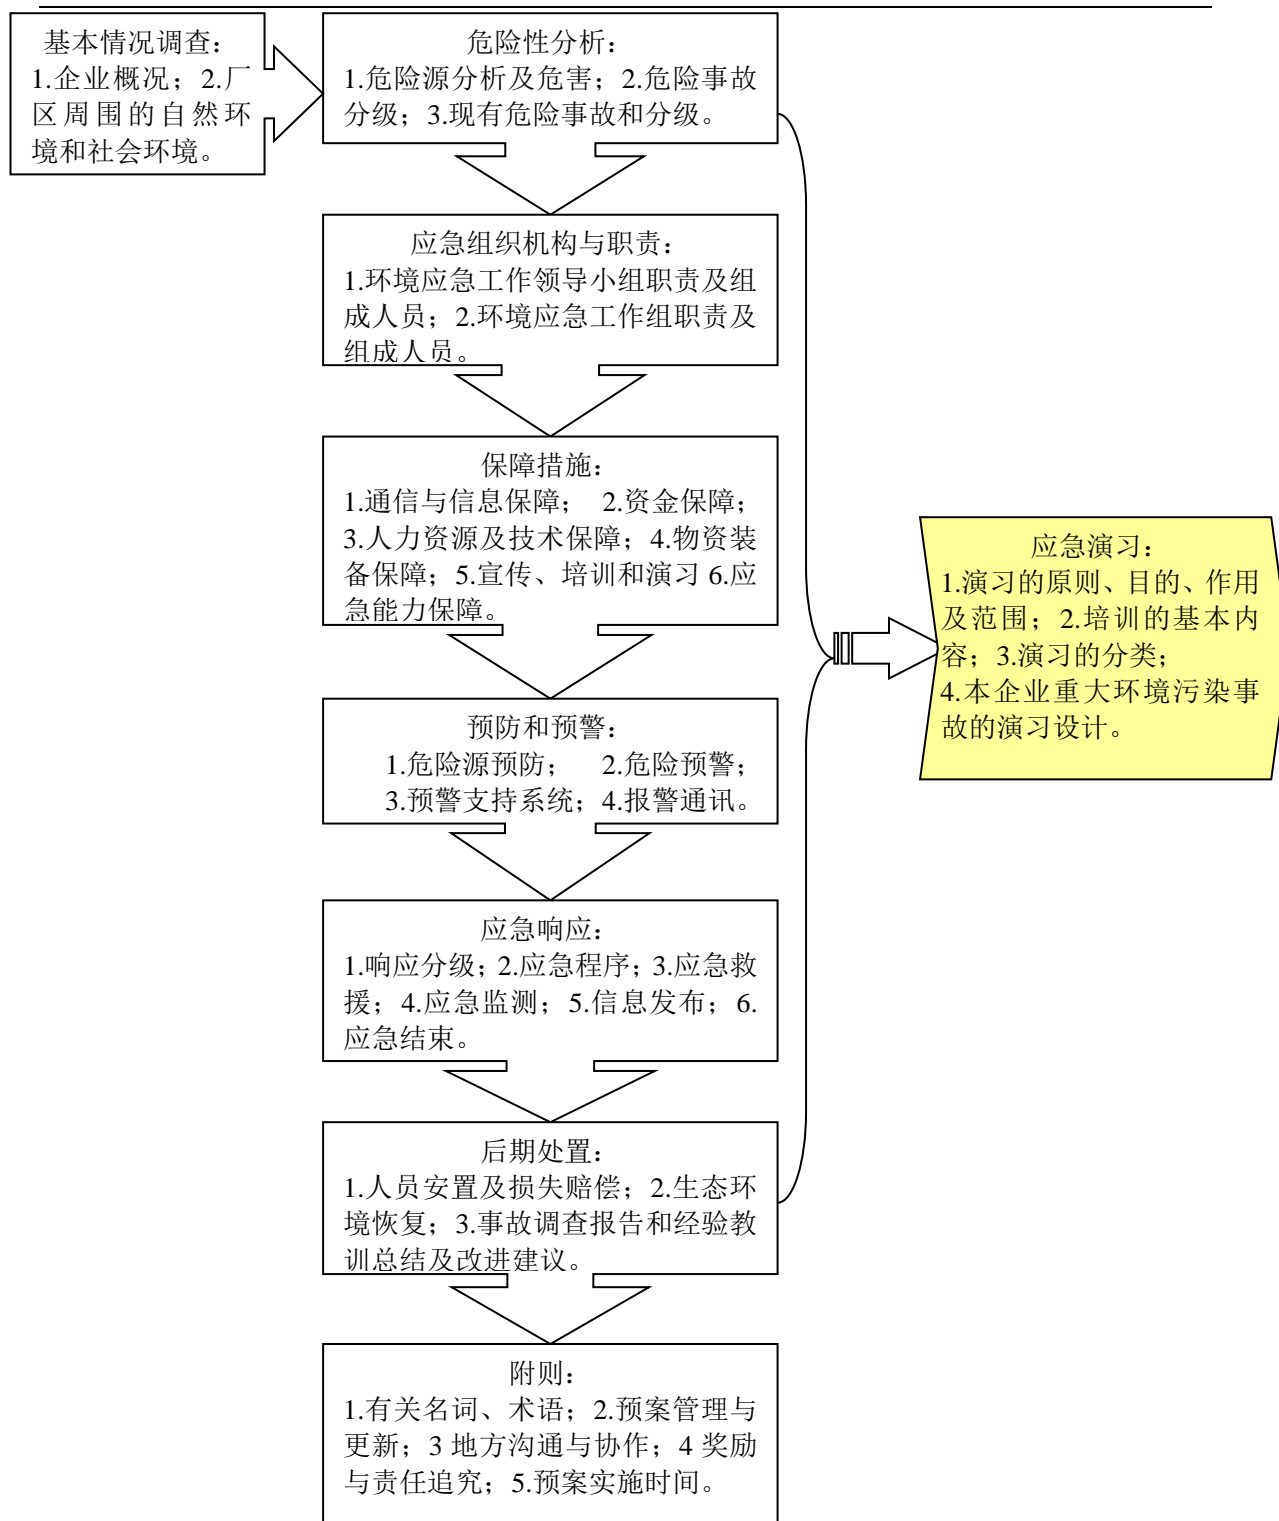 基本情况调查：
1.企业概况；2.厂
区周围的自然环
境和社会环境。
危险性分析：
1.危险源分析及危害；2.危险事故
分级；3.现有危险事故和分级。
应急组织机构与职责：
1.环境应急工作领导小组职责及组
成人员；2.环境应急工作组职责及
组成人员。
保障措施：
1.通信与信息保障； 2.资金保障；
3.人力资源及技术保障；4.物资装
备保障；5.宣传、培训和演习 6.应
急能力保障。
预防和预警：
1.危险源预防； 2.危险预警；
3.预警支持系统；4.报警通讯。
应急响应：
1.响应分级；2.应急程序；3.应急救
援；4.应急监测；5.信息发布；6.
应急结束。
后期处置：
1.人员安置及损失赔偿；2.生态环
境恢复；3.事故调查报告和经验教
训总结及改进建议。
附则：
1.有关名词、术语；2.预案管理与
更新；3 地方沟通与协作；4 奖励
与责任追究；5.预案实施时间。
应急演习：
1.演习的原则、目的、作用
及范围；2.培训的基本内
容；3.演习的分类；
4.本企业重大环境污染事
故的演习设计。